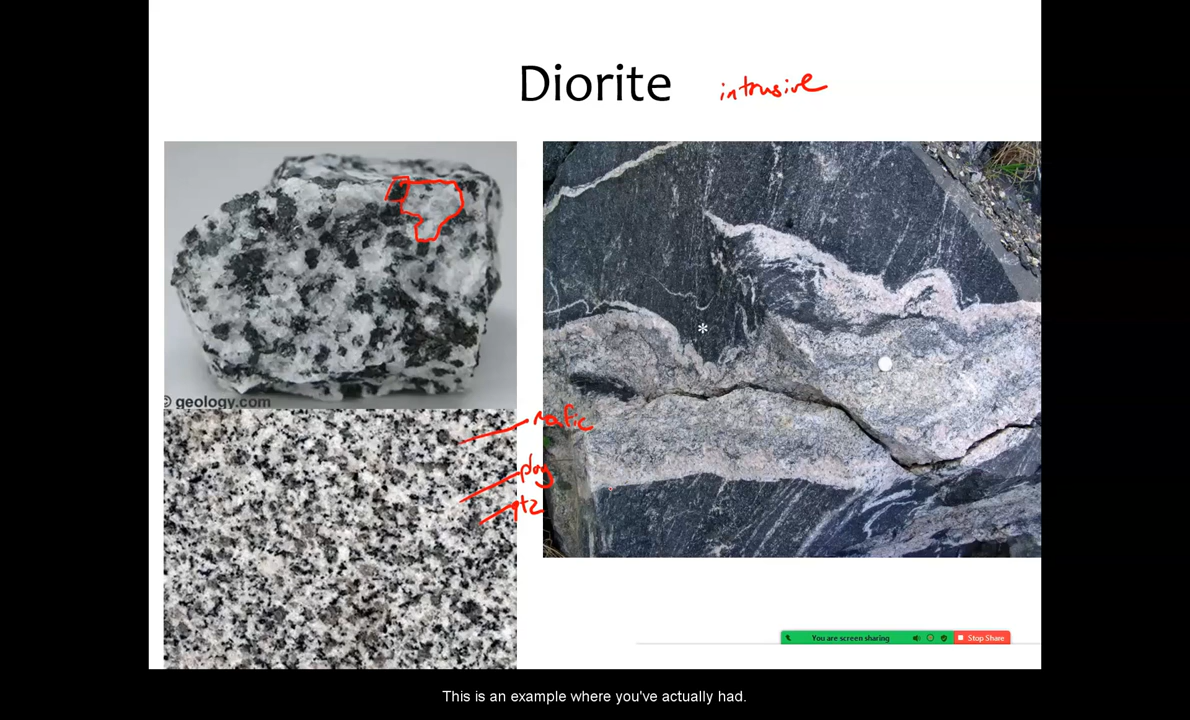 Diorite intrusive
© geology.com
mafic
plag
qtz
*
You are screen sharing Stop Share
This is an example where you've actually had.